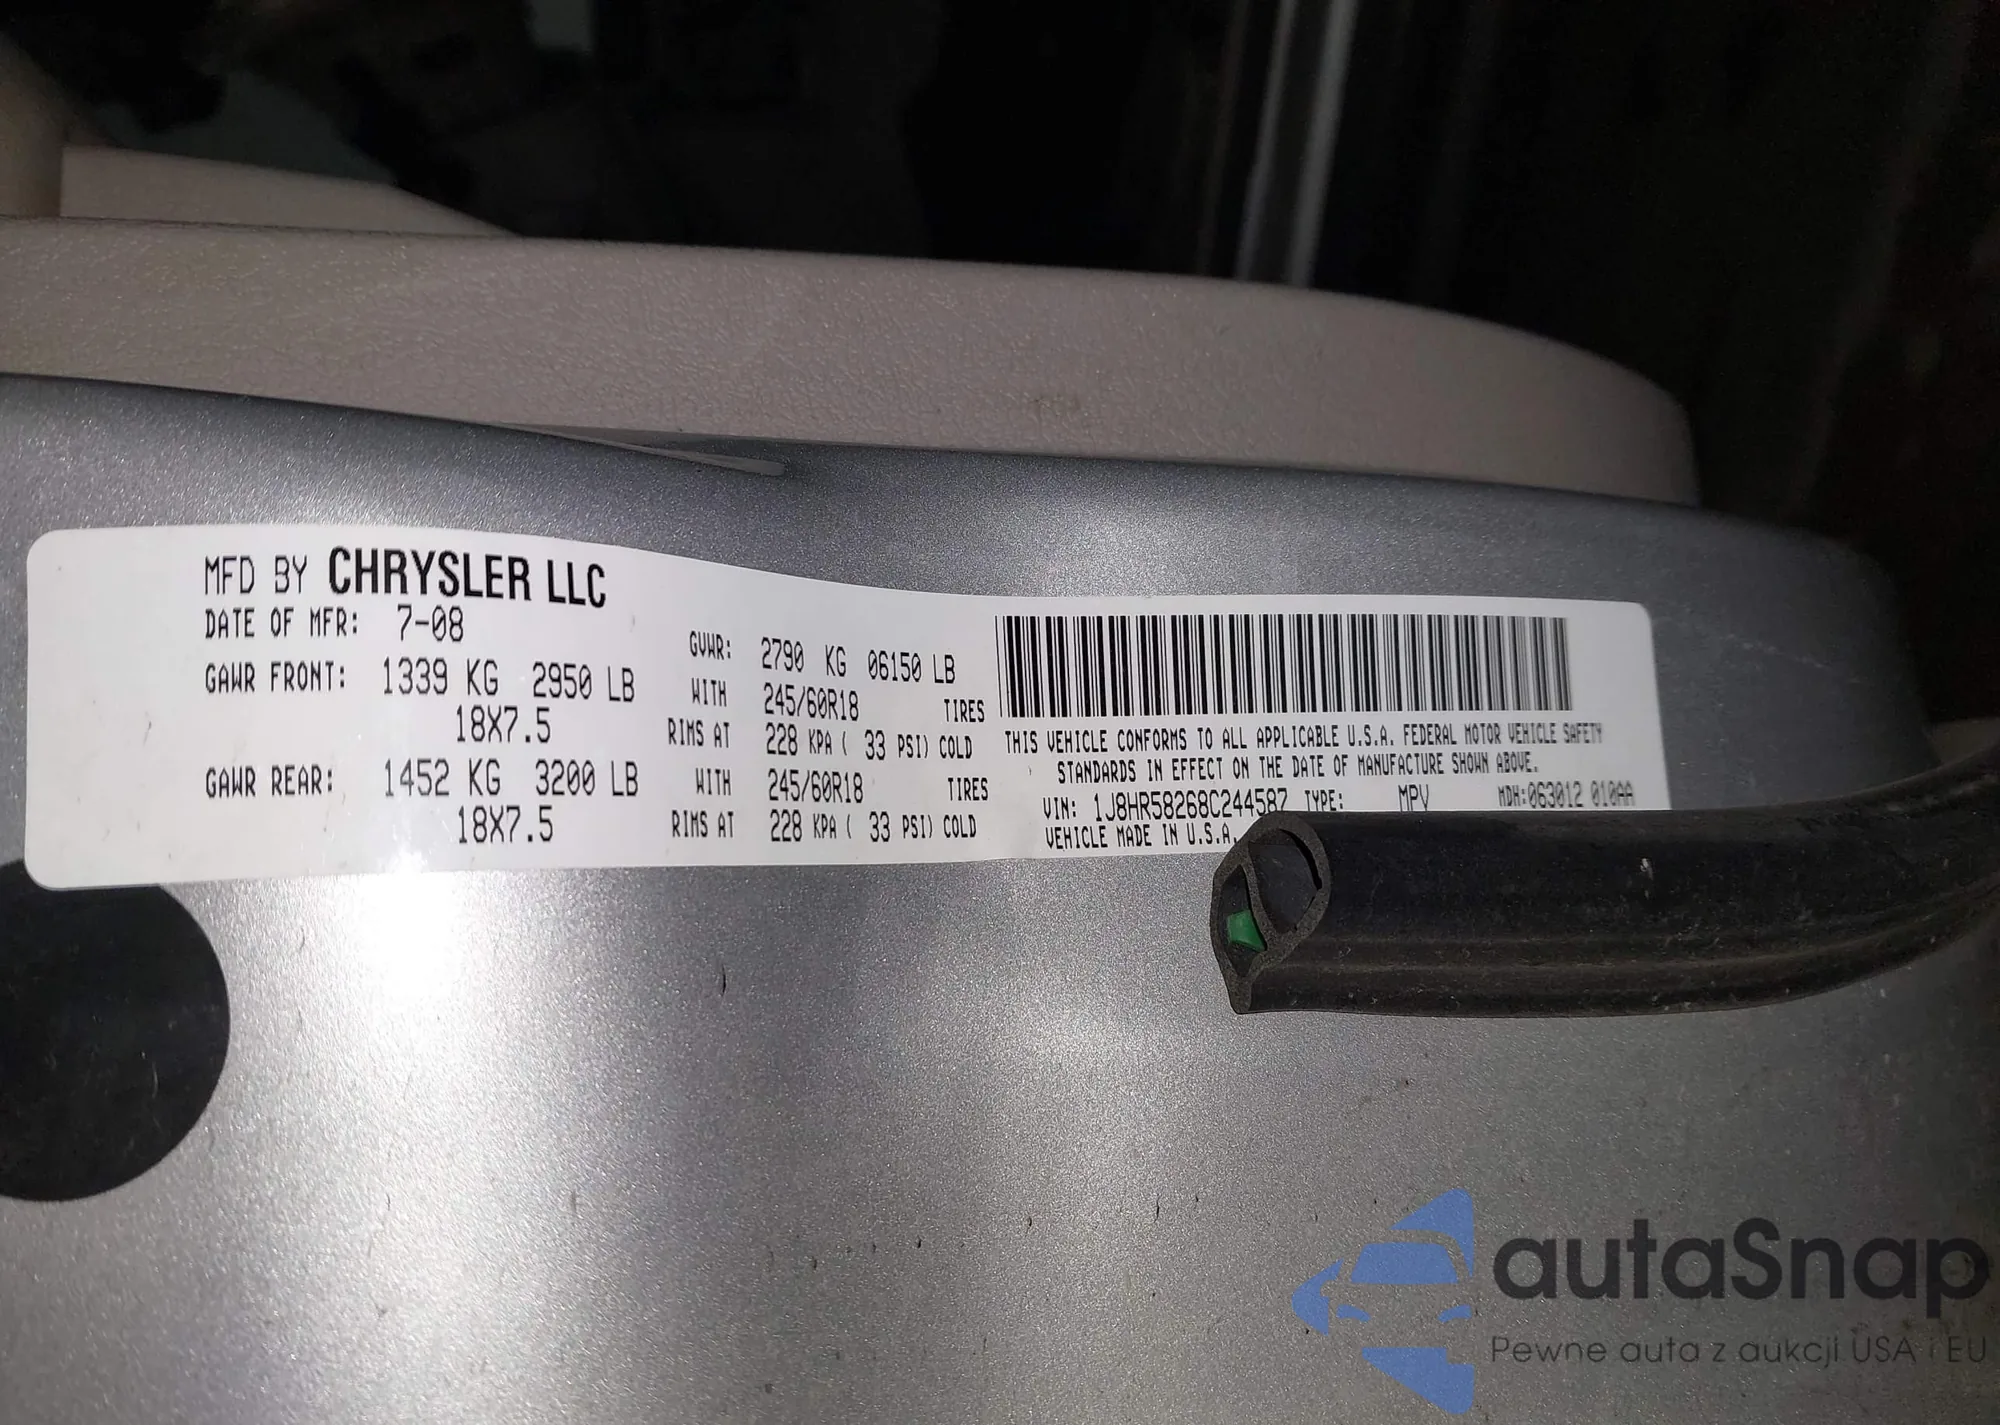 MFD BY CHRYSLER LLC
DATE OF MFR: 7-08
GVWR: 2790 KG 06150 LB
GAWR FRONT: 1339 KG 2950 LB WITH 245/60R18 TIRES
18X7.5 RIMS AT 228 KPA ( 33 PSI) COLD
GAWR REAR: 1452 KG 3200 LB WITH 245/60R18 TIRES
18X7.5 RIMS AT 228 KPA ( 33 PSI) COLD
THIS VEHICLE CONFORMS TO ALL APPLICABLE U.S.A. FEDERAL MOTOR VEHICLE SAFETY
STANDARDS IN EFFECT ON THE DATE OF MANUFACTURE SHOWN ABOVE.
VIN: 1J8HR58268C244587 TYPE: MPV MDH:063012 010AA
VEHICLE MADE IN U.S.A.
autaSnap
Pewne auta z aukcji USA i EU